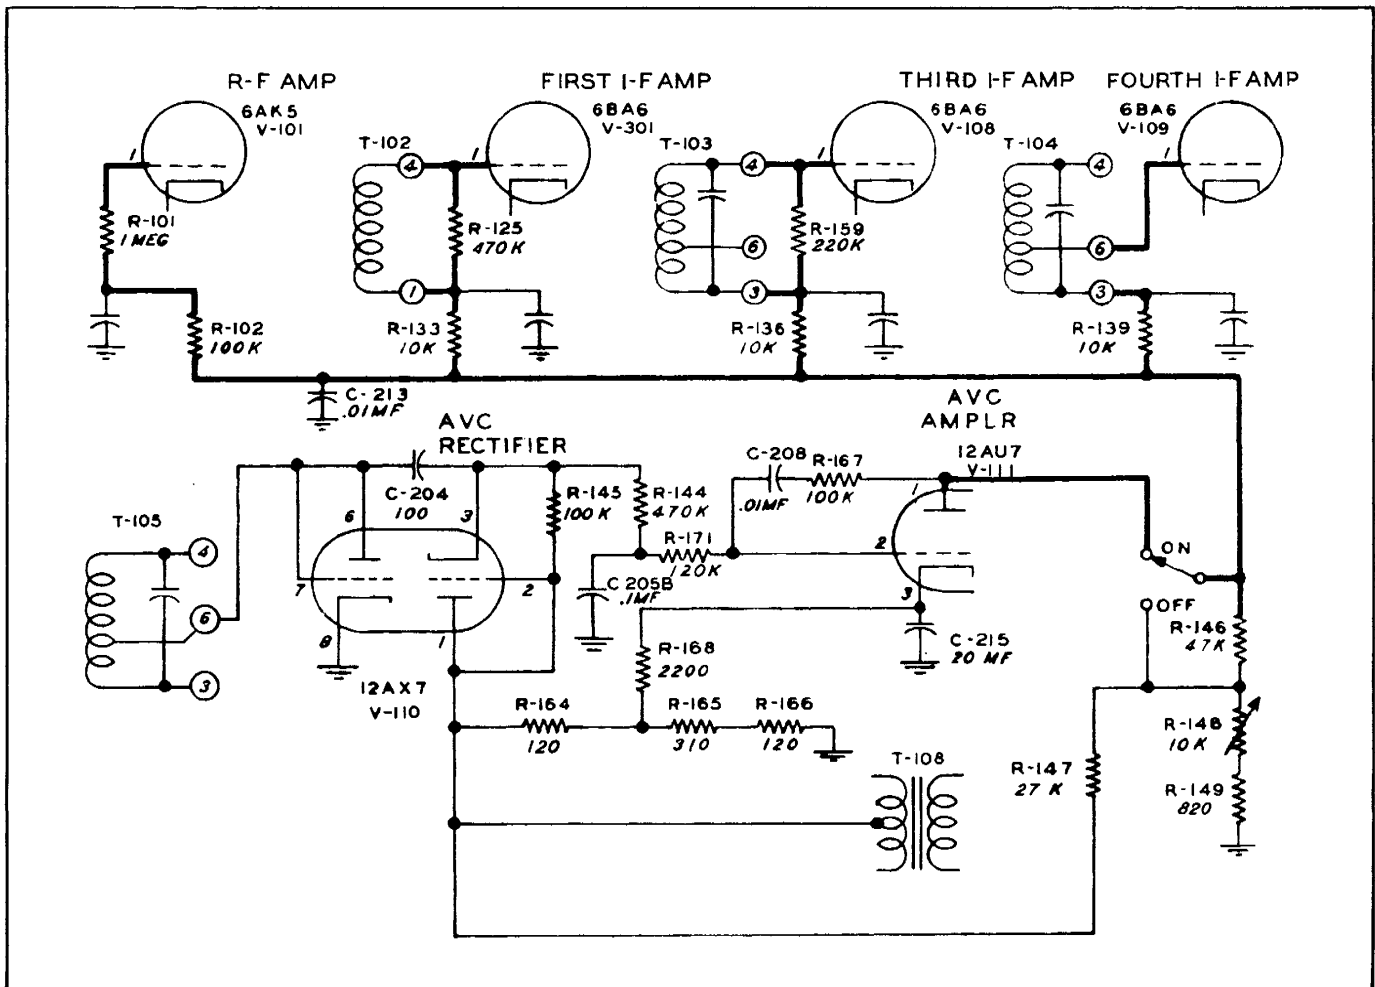 R-F AMP
6AK5
V-101
1
R-101
1 MEG
R-102
100K
FIRST I-F AMP
6BA6
V-301
T-102
4
1
R-125
470K
1
R-133
10K
THIRD I-F AMP
6BA6
V-108
T-103
4
1
6
R-159
220K
3
R-136
10K
FOURTH I-F AMP
6BA6
V-109
T-104
4
1
6
3
R-139
10K
C-213
.01MF
AVC
RECTIFIER
C-204
100
6
3
R-145
100K
R-144
470K
7
2
8
1
12AX7
V-110
T-105
4
6
3
C 205B
.1MF
R-171
120K
C-208
.01MF
R-167
100K
AVC
AMPLR
12AU7
V-111
1
2
3
C-215
20 MF
R-168
2200
R-164
120
R-165
310
R-166
120
T-108
ON
OFF
R-146
47K
R-148
10K
R-147
27 K
R-149
820